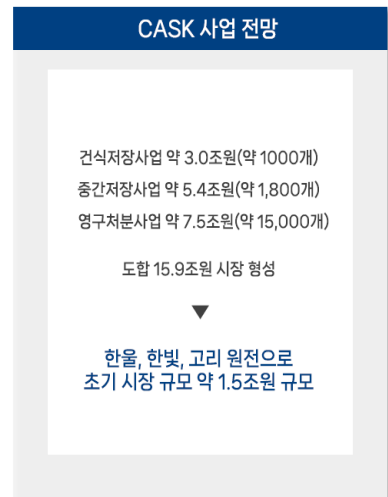 CASK 사업 전망
건식저장사업 약 3.0조원(약 1000개)
중간저장사업 약 5.4조원(약 1,800개)
영구처분사업 약 7.5조원(약 15,000개)
도합 15.9조원 시장 형성
▼
한울, 한빛, 고리 원전으로
초기 시장 규모 약 1.5조원 규모